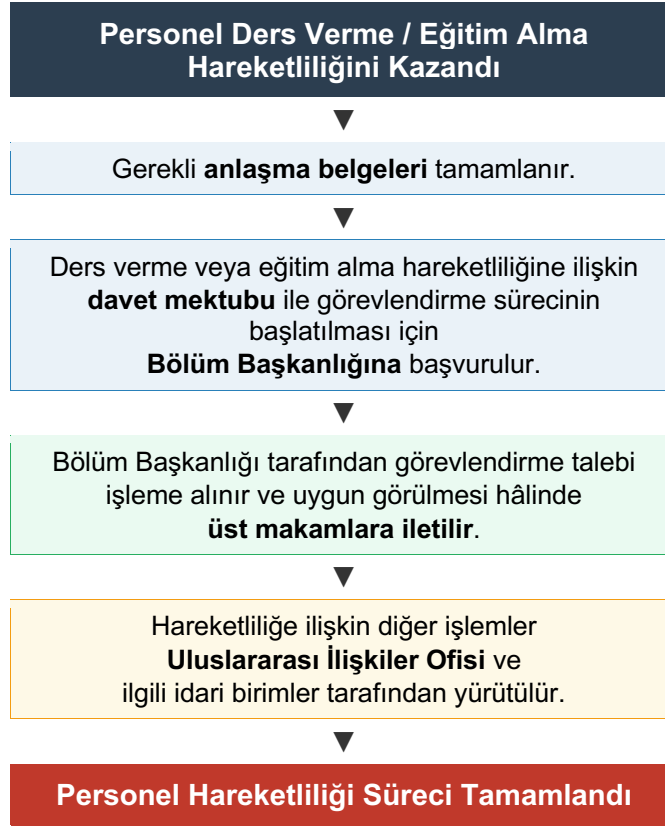 Personel Ders Verme / Eğitim Alma
Hareketliliğini Kazandı
Gerekli anlaşma belgeleri tamamlanır.
Ders verme veya eğitim alma hareketliliğine ilişkin
davet mektubu ile görevlendirme sürecinin
başlatılması için
Bölüm Başkanlığına başvurulur.
Bölüm Başkanlığı tarafından görevlendirme talebi
işleme alınır ve uygun görülmesi hâlinde
üst makamlara iletilir.
Hareketliliğe ilişkin diğer işlemler
Uluslararası İlişkiler Ofisi ve
ilgili idari birimler tarafından yürütülür.
Personel Hareketliliği Süreci Tamamlandı